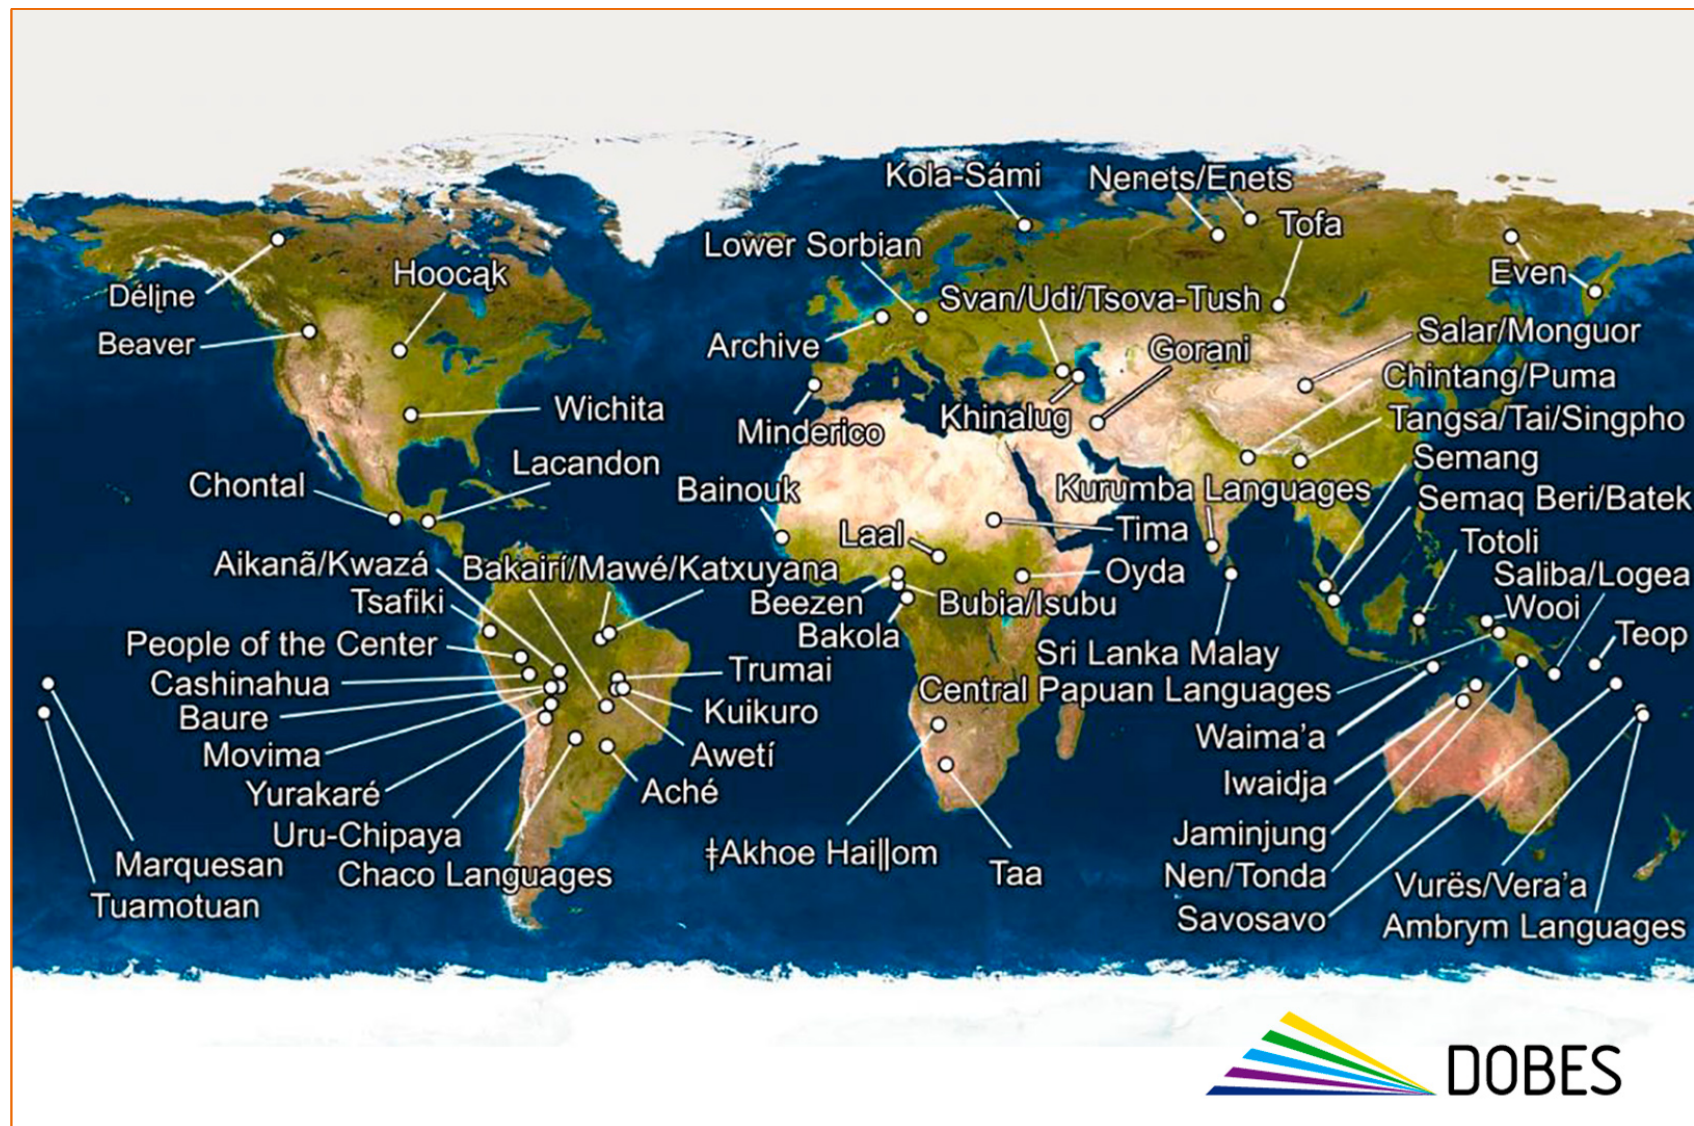 Kola-Sámi
Nenets/Enets
Tofa
Lower Sorbian
Hoocąk
Even
Délįne
Svan/Udi/Tsova-Tush
Salar/Monguor
Beaver
Archive
Gorani
Chintang/Puma
Wichita
Khinalug
Tangsa/Tai/Singpho
Minderico
Lacandon
Semang
Chontal
Bainouk
Kurumba Languages
Semaq Beri/Batek
Laal
Tima
Totoli
Aikanã/Kwazá
Bakairí/Mawé/Katxuyana
Oyda
Saliba/Logea
Tsafiki
Beezen
Bubia/Isubu
Wooi
Bakola
Teop
People of the Center
Sri Lanka Malay
Trumai
Cashinahua
Central Papuan Languages
Baure
Kuikuro
Waima’a
Movima
Awetí
Iwaidja
Yurakaré
Aché
Uru-Chipaya
Jaminjung
ǂAkhoe Haiǁom
Marquesan
Chaco Languages
Taa
Nen/Tonda
Vurës/Vera’a
Tuamotuan
Savosavo
Ambrym Languages
DOBES